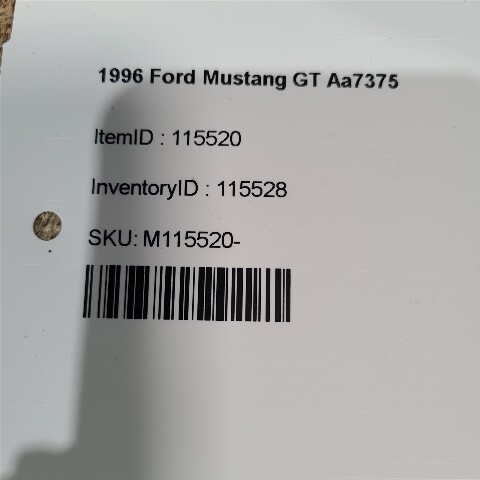 1996 Ford Mustang GT Aa7375
ItemID : 115520
InventoryID : 115528
SKU: M115520-